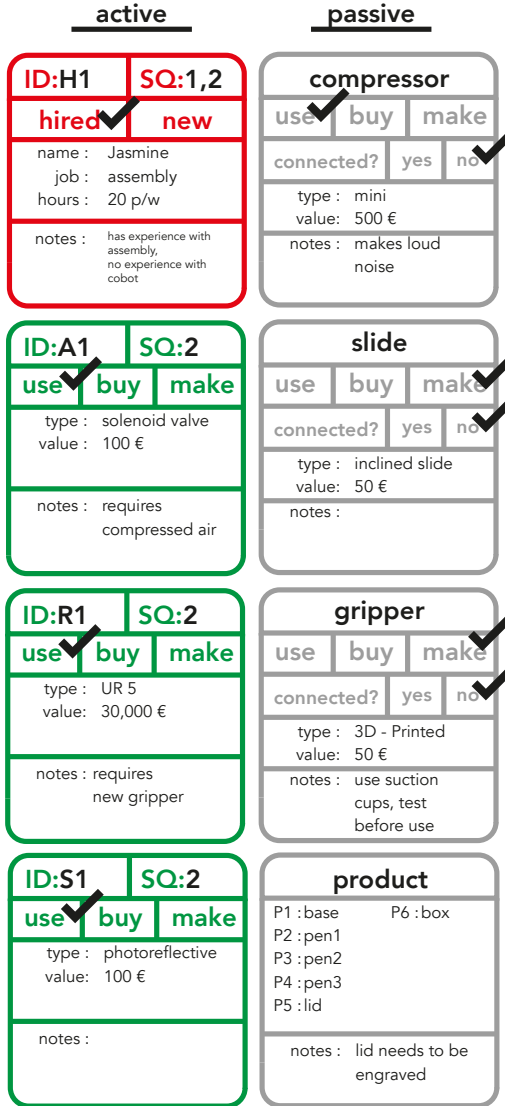 active
passive
ID:H1 SQ:1,2
hired new
name : Jasmine
job : assembly
hours : 20 p/w
notes : has experience with
assembly,
no experience with
cobot
compressor
use buy make
connected? yes no
type : mini
value: 500 €
notes : makes loud
noise
ID:A1 SQ:2
use buy make
type : solenoid valve
value : 100 €
notes : requires
compressed air
slide
use buy make
connected? yes no
type : inclined slide
value: 50 €
notes :
ID:R1 SQ:2
use buy make
type : UR 5
value: 30,000 €
notes : requires
new gripper
gripper
use buy make
connected? yes no
type : 3D - Printed
value: 50 €
notes : use suction
cups, test
before use
ID:S1 SQ:2
use buy make
type : photoreflective
value: 100 €
notes :
product
P1 :base P6 :box
P2 :pen1
P3 :pen2
P4 :pen3
P5 :lid
notes : lid needs to be
engraved